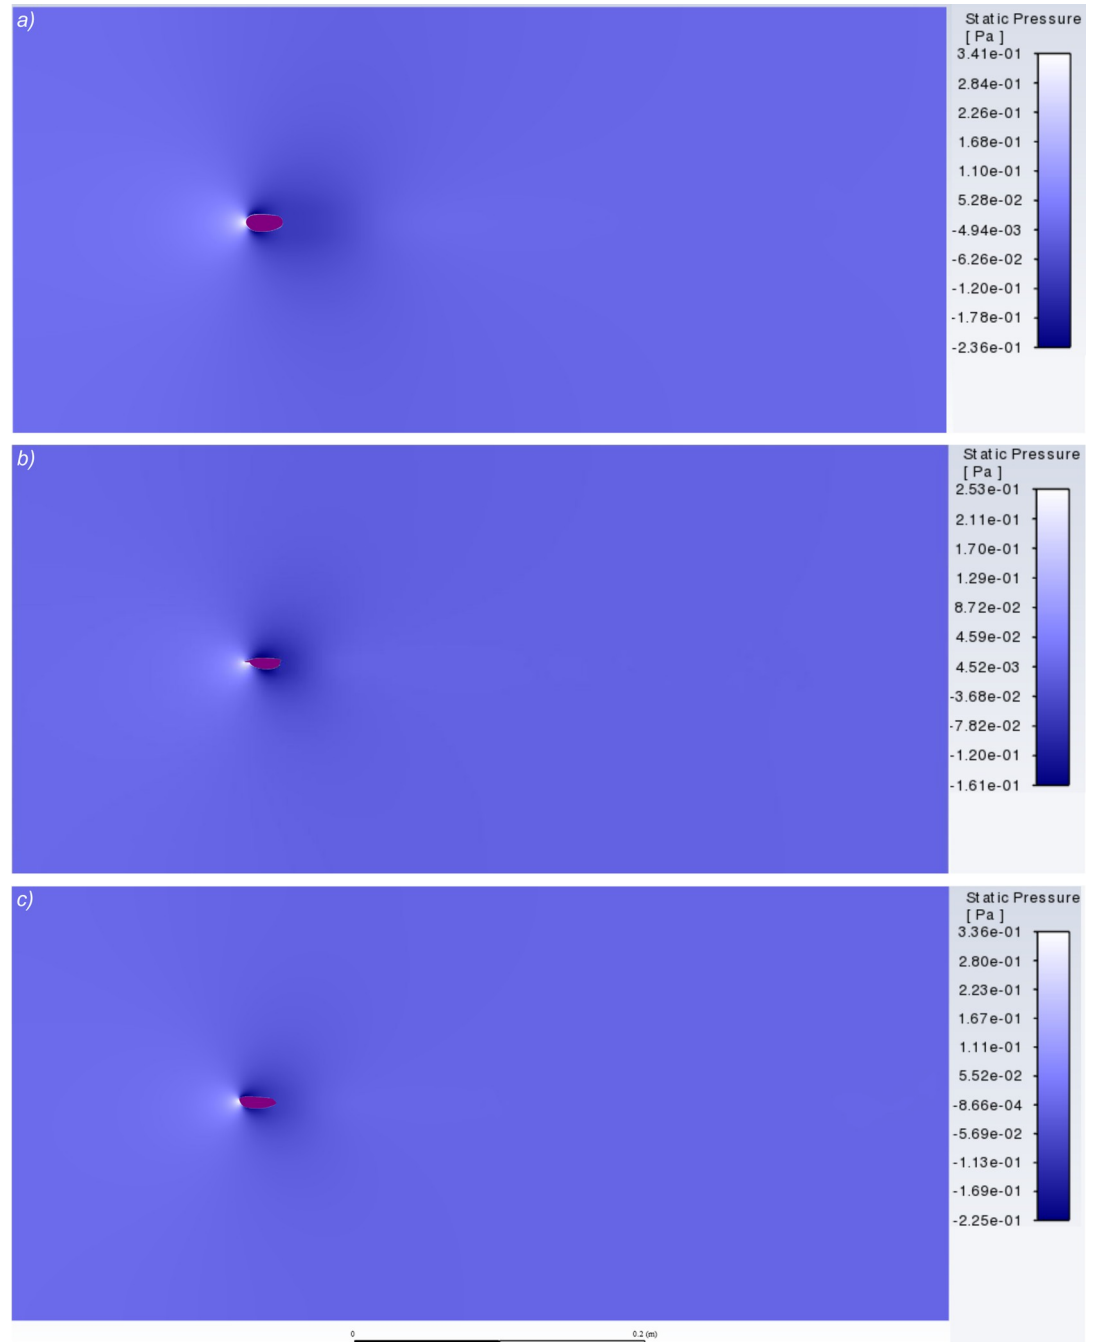 a)
Static Pressure
[ Pa ]
3.41e-01
2.84e-01
2.26e-01
1.68e-01
1.10e-01
5.28e-02
-4.94e-03
-6.26e-02
-1.20e-01
-1.78e-01
-2.36e-01
b)
Static Pressure
[ Pa ]
2.53e-01
2.11e-01
1.70e-01
1.29e-01
8.72e-02
4.59e-02
4.52e-03
-3.68e-02
-7.82e-02
-1.20e-01
-1.61e-01
c)
Static Pressure
[ Pa ]
3.36e-01
2.80e-01
2.23e-01
1.67e-01
1.11e-01
5.52e-02
-8.66e-04
-5.69e-02
-1.13e-01
-1.69e-01
-2.25e-01
0 0.2 (m)